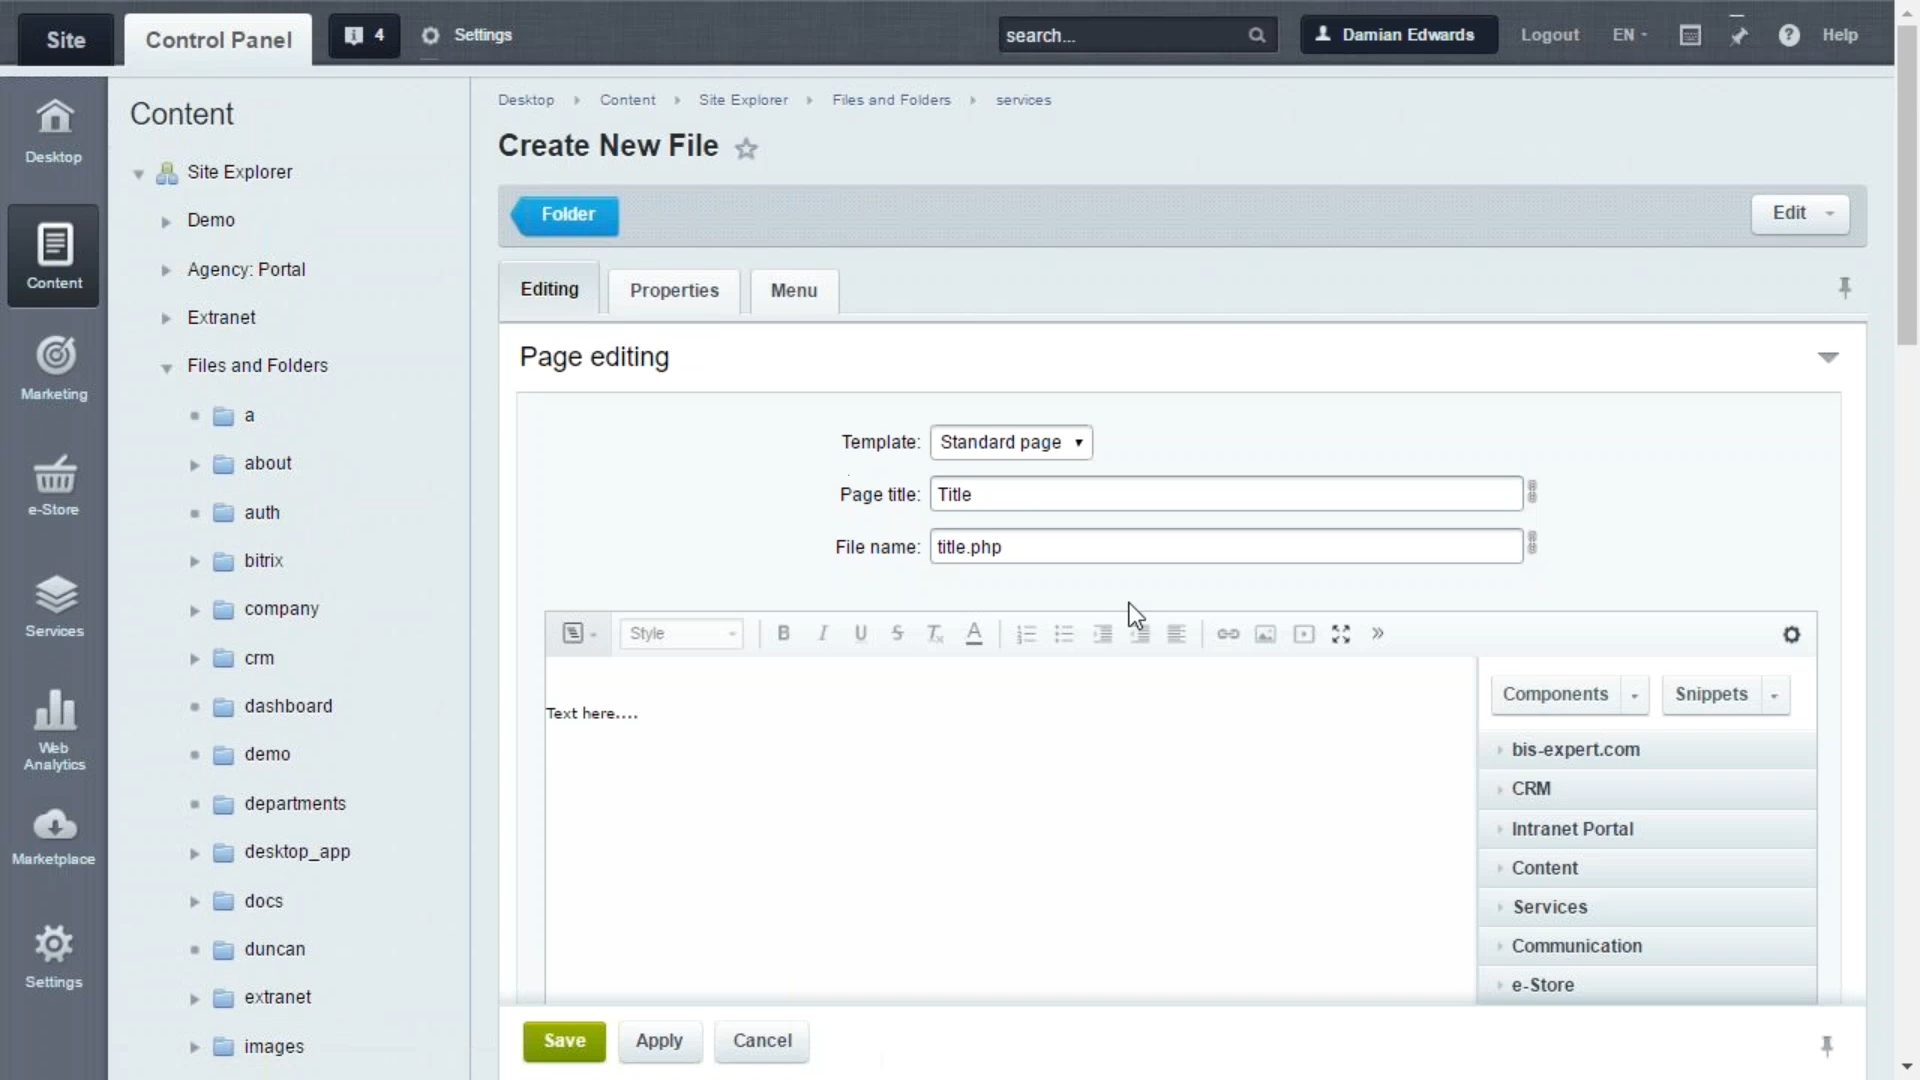 Site
Control Panel
4
Settings
search...
Damian Edwards
Logout
EN
Help
Desktop
Content
Marketing
e-Store
Services
Web
Analytics
Marketplace
Settings
Content
Site Explorer
Demo
Agency: Portal
Extranet
Files and Folders
a
about
auth
bitrix
company
crm
dashboard
demo
departments
desktop_app
docs
duncan
extranet
images
Desktop Content Site Explorer Files and Folders services
Create New File
Folder
Edit
Editing
Properties
Menu
Page editing
Template: Standard page
Page title: Title
File name: title.php
Style
B I U S Tx A
Text here....
Components
Snippets
bis-expert.com
CRM
Intranet Portal
Content
Services
Communication
e-Store
Save
Apply
Cancel